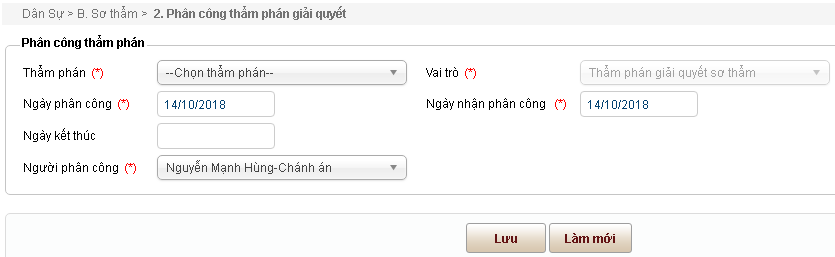 Dân Sự > B. Sơ thẩm > 2. Phân công thẩm phán giải quyết
Phân công thẩm phán
Thẩm phán (*) --Chọn thẩm phán-- Vai trò (*) Thẩm phán giải quyết sơ thẩm
Ngày phân công (*) 14/10/2018 Ngày nhận phân công (*) 14/10/2018
Ngày kết thúc
Người phân công (*) Nguyễn Mạnh Hùng-Chánh án
Lưu Làm mới